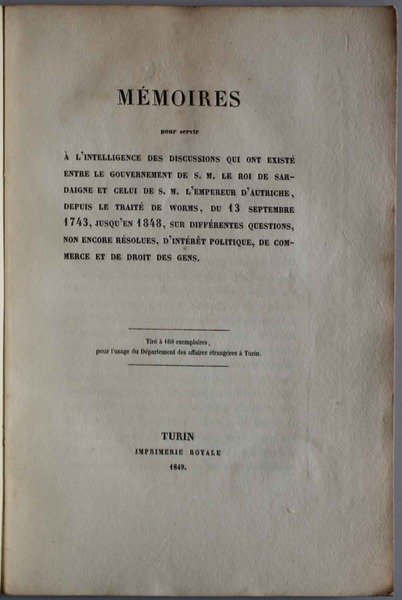 MÉMOIRES
pour servir
À L'INTELLIGENCE DES DISCUSSIONS QUI ONT EXISTÉ
ENTRE LE GOUVERNEMENT DE S. M. LE ROI DE SAR-
DAIGNE ET CELUI DE S. M. L'EMPEREUR D'AUTRICHE,
DEPUIS LE TRAITÉ DE WORMS, DU 13 SEPTEMBRE
1743, JUSQU'EN 1848, SUR DIFFÉRENTES QUESTIONS,
NON ENCORE RÉSOLUES, D'INTÉRÊT POLITIQUE, DE COM-
MERCE ET DE DROIT DES GENS.
Tiré à 160 exemplaires,
pour l'usage du Département des affaires étrangères à Turin.
TURIN
IMPRIMERIE ROYALE
1849.